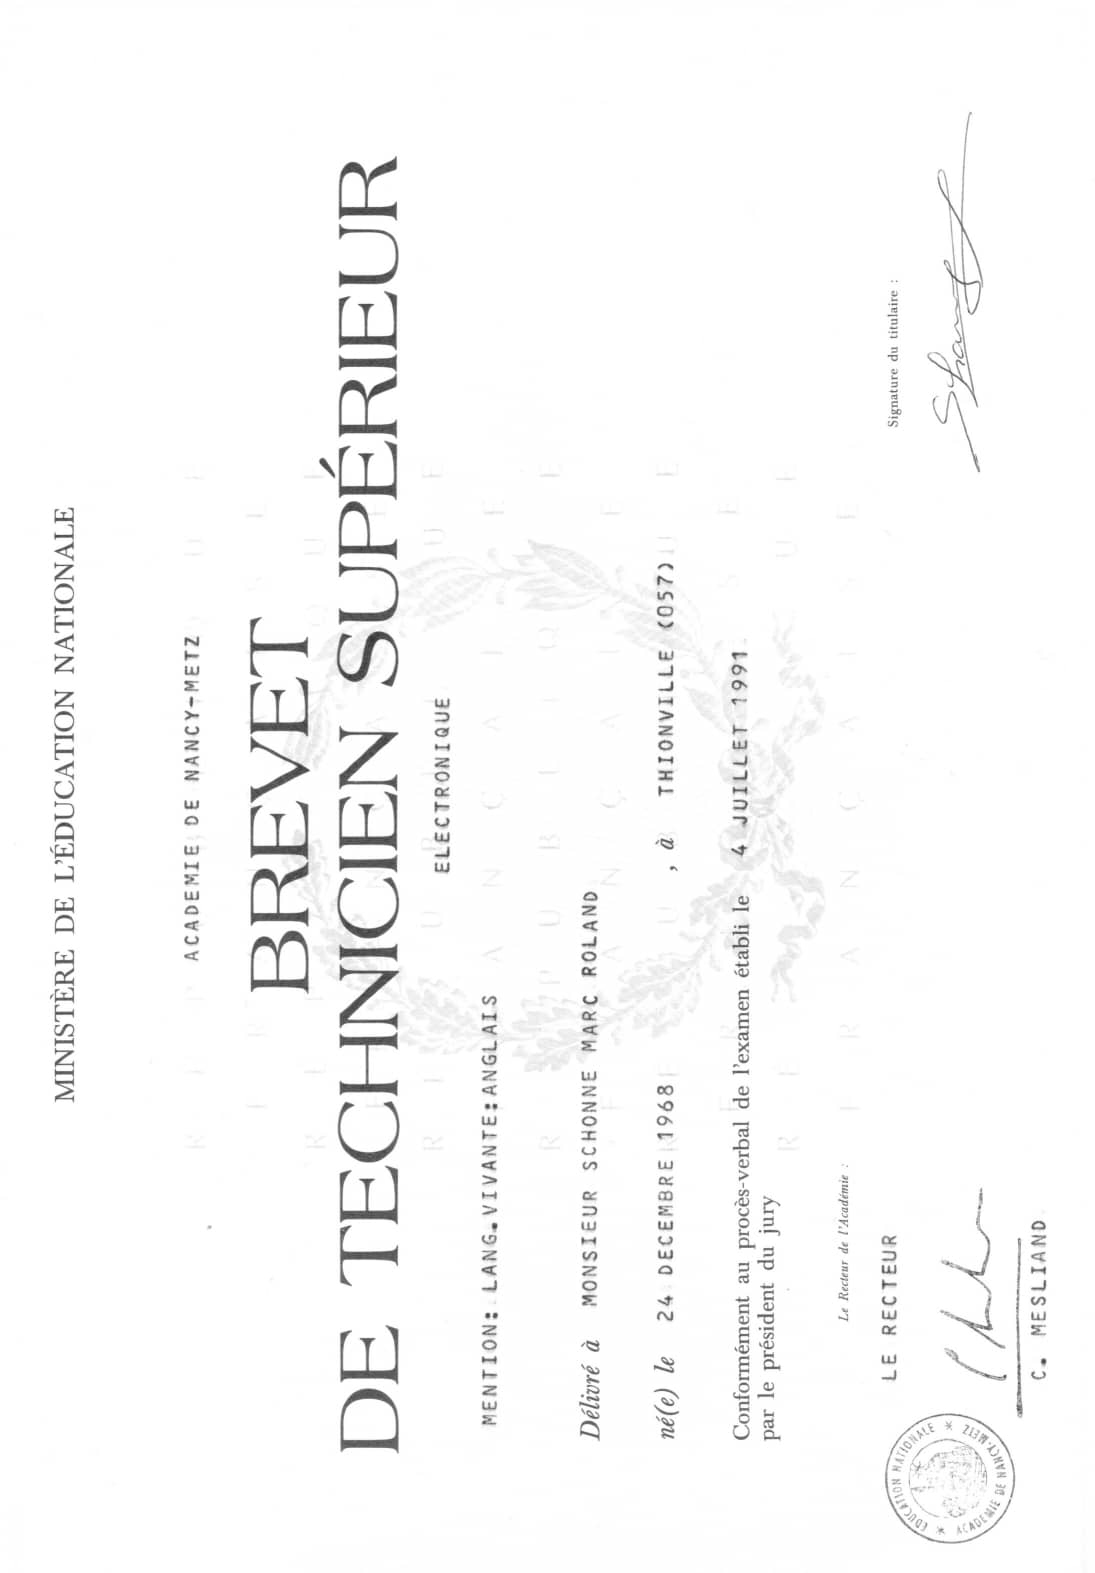 MINISTÈRE DE L'ÉDUCATION NATIONALE
ACADEMIE DE NANCY-METZ
BREVET
DE TECHNICIEN SUPÉRIEUR
ELECTRONIQUE
MENTION: LANG.VIVANTE:ANGLAIS
Délivré à MONSIEUR SCHONNE MARC ROLAND
né(e) le 24 DECEMBRE 1968 , à THIONVILLE (057)
Conformément au procès-verbal de l'examen établi le 4 JUILLET 1991
par le président du jury
Le Recteur de l'Académie :
LE RECTEUR
Signature du titulaire :
ÉDUCATION NATIONALE
ACADEMIE DE NANCY-METZ
C. MESLIAND